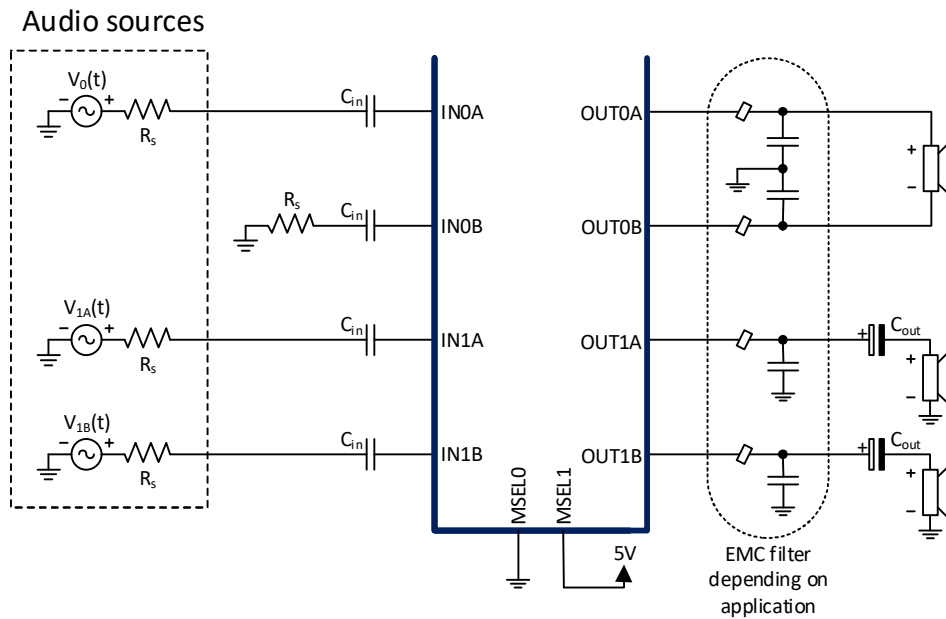 Audio sources
V₀(t)
− +
Rₛ
Cᵢₙ
IN0A
Rₛ
Cᵢₙ
IN0B
V₁A(t)
− +
Rₛ
Cᵢₙ
IN1A
V₁B(t)
− +
Rₛ
Cᵢₙ
IN1B
MSEL0
MSEL1
5V
OUT0A
+
−
OUT0B
OUT1A
+
Cₒᵤₜ
+
−
OUT1B
+
Cₒᵤₜ
+
−
EMC filter
depending on
application